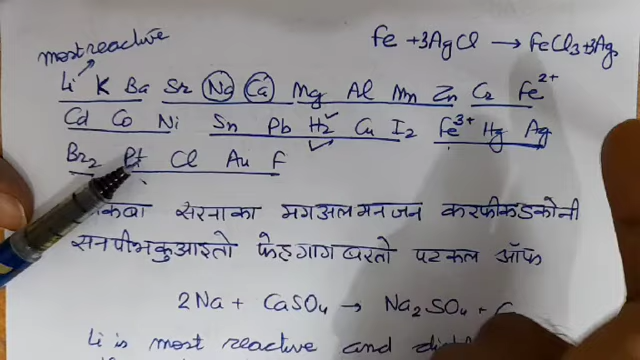 most reactive
Fe + 3AgCl → FeCl3 + 3Ag
Li K Ba Sr Na Ca Mg Al Mn Zn Cr Fe2+
Cd Co Ni Sn Pb H2 Cu I2 Fe3+ Hg Ag
Br2 Pt Cl Au F
सरनाका मगअलमनजन करफीकडकोनी
सनपीभकुआइतो फेहगागबरतो पटकल ऑफ
2Na + CaSO4 → Na2SO4 +
Li is most reactive and